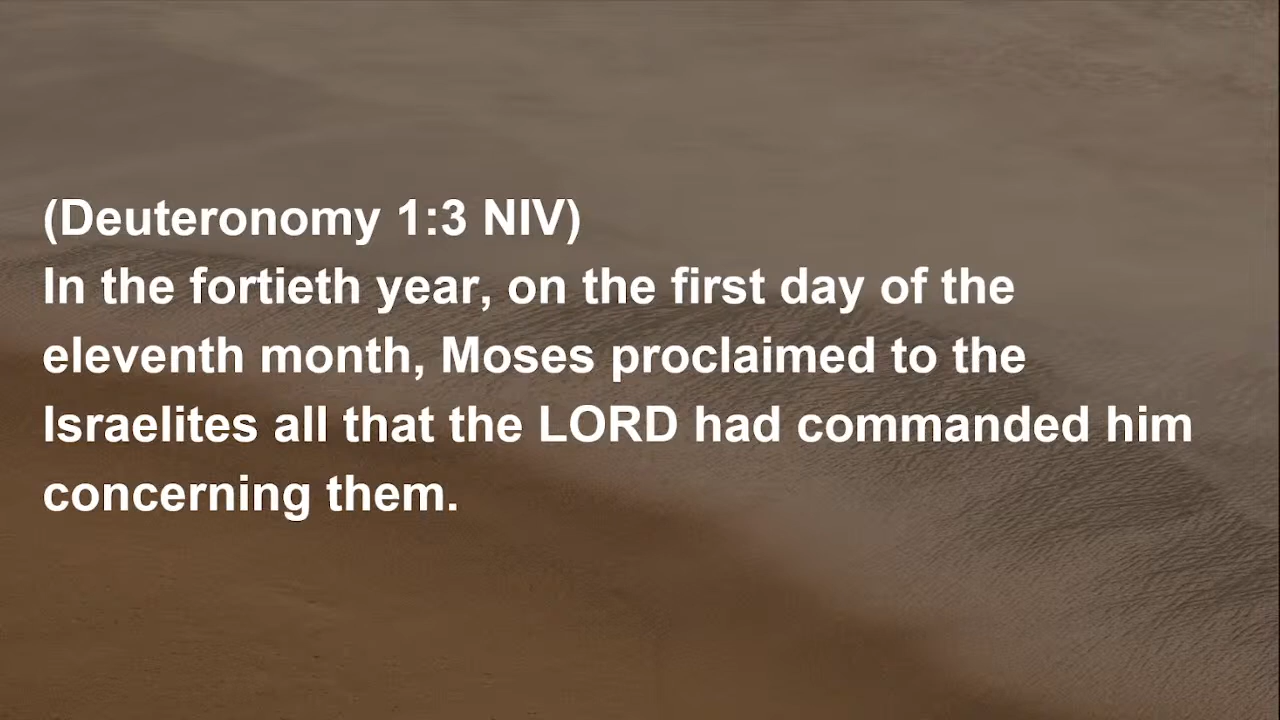 (Deuteronomy 1:3 NIV)
In the fortieth year, on the first day of the
eleventh month, Moses proclaimed to the
Israelites all that the LORD had commanded him
concerning them.